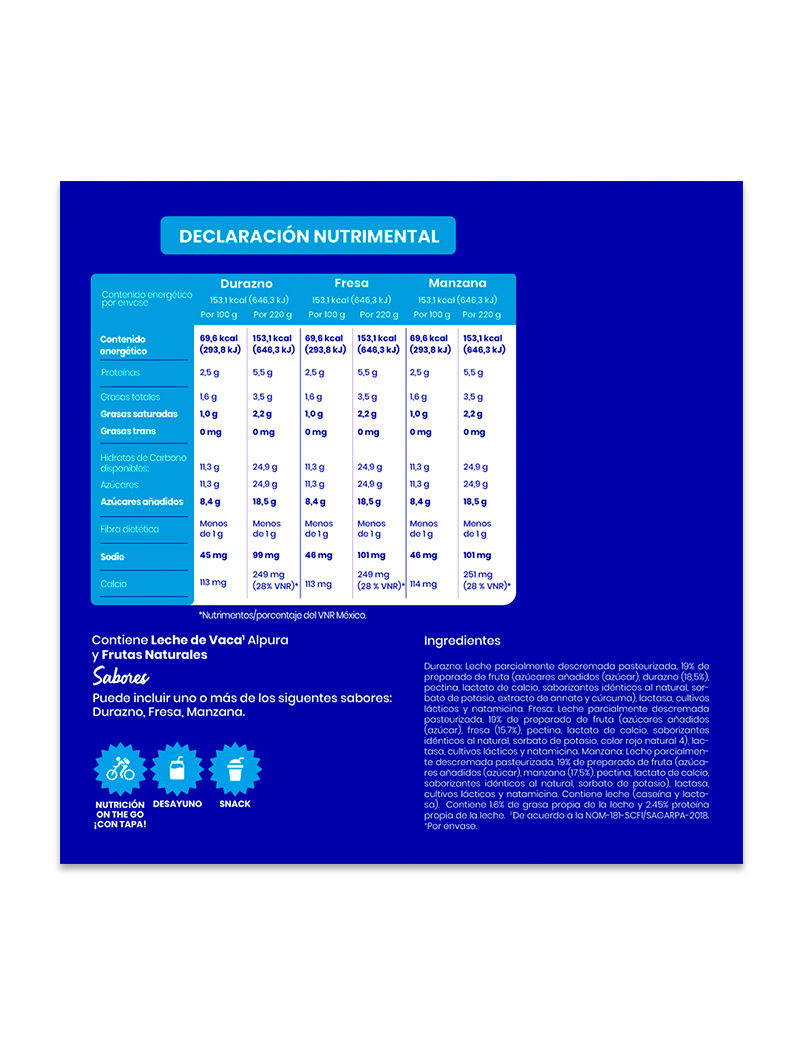 DECLARACIÓN NUTRIMENTAL
Contenido energético por envase
Durazno Fresa Manzana
153,1 kcal (646,3 kJ) 153,1 kcal (646,3 kJ) 153,1 kcal (646,3 kJ)
Por 100 g Por 220 g Por 100 g Por 220 g Por 100 g Por 220 g
Contenido energético 69,6 kcal (293,8 kJ) 153,1 kcal (646,3 kJ) 69,6 kcal (293,8 kJ) 153,1 kcal (646,3 kJ) 69,6 kcal (293,8 kJ) 153,1 kcal (646,3 kJ)
Proteínas 2,5 g 5,5 g 2,5 g 5,5 g 2,5 g 5,5 g
Grasas totales 1,6 g 3,5 g 1,6 g 3,5 g 1,6 g 3,5 g
Grasas saturadas 1,0 g 2,2 g 1,0 g 2,2 g 1,0 g 2,2 g
Grasas trans 0 mg 0 mg 0 mg 0 mg 0 mg 0 mg
Hidratos de Carbono disponibles: 11,3 g 24,9 g 11,3 g 24,9 g 11,3 g 24,9 g
Azúcares 11,3 g 24,9 g 11,3 g 24,9 g 11,3 g 24,9 g
Azúcares añadidos 8,4 g 18,5 g 8,4 g 18,5 g 8,4 g 18,5 g
Fibra dietética Menos de 1 g Menos de 1 g Menos de 1 g Menos de 1 g Menos de 1 g Menos de 1 g
Sodio 45 mg 99 mg 46 mg 101 mg 46 mg 101 mg
Calcio 113 mg 249 mg (28% VNR)* 113 mg 249 mg (28 % VNR)* 114 mg 251 mg (28 % VNR)*
*Nutrimentos/porcentaje del VNR México.
Contiene Leche de Vaca¹ Alpura
y Frutas Naturales
Sabores
Puede incluir uno o más de los siguentes sabores:
Durazno, Fresa, Manzana.
NUTRICIÓN
ON THE GO
¡CON TAPA!
DESAYUNO
SNACK
Ingredientes
Durazno: Leche parcialmente descremada pasteurizada, 19% de
preparado de fruta (azúcares añadidos (azúcar), durazno (18,5%),
pectina, lactato de calcio, saborizantes idénticos al natural, sor-
bato de potasio, extracto de annato y cúrcuma), lactasa, cultivos
lácticos y natamicina. Fresa: Leche parcialmente descremada
pasteurizada, 19% de preparado de fruta (azúcares añadidos
(azúcar), fresa (15,7%), pectina, lactato de calcio, saborizantes
idénticos al natural, sorbato de potasio, color rojo natural 4), lac-
tasa, cultivos lácticos y natamicina. Manzana: Leche parcialmen-
te descremada pasteurizada, 19% de preparado de fruta (azúca-
res añadidos (azúcar), manzana (17,5%), pectina, lactato de calcio,
saborizantes idénticos al natural, sorbato de potasio), lactasa,
cultivos lácticos y natamicina. Contiene leche (caseína y lacto-
sa). Contiene 1.6% de grasa propia de la leche y 2.45% proteína
propia de la leche. ¹De acuerdo a la NOM-181-SCFI/SAGARPA-2018.
*Por envase.